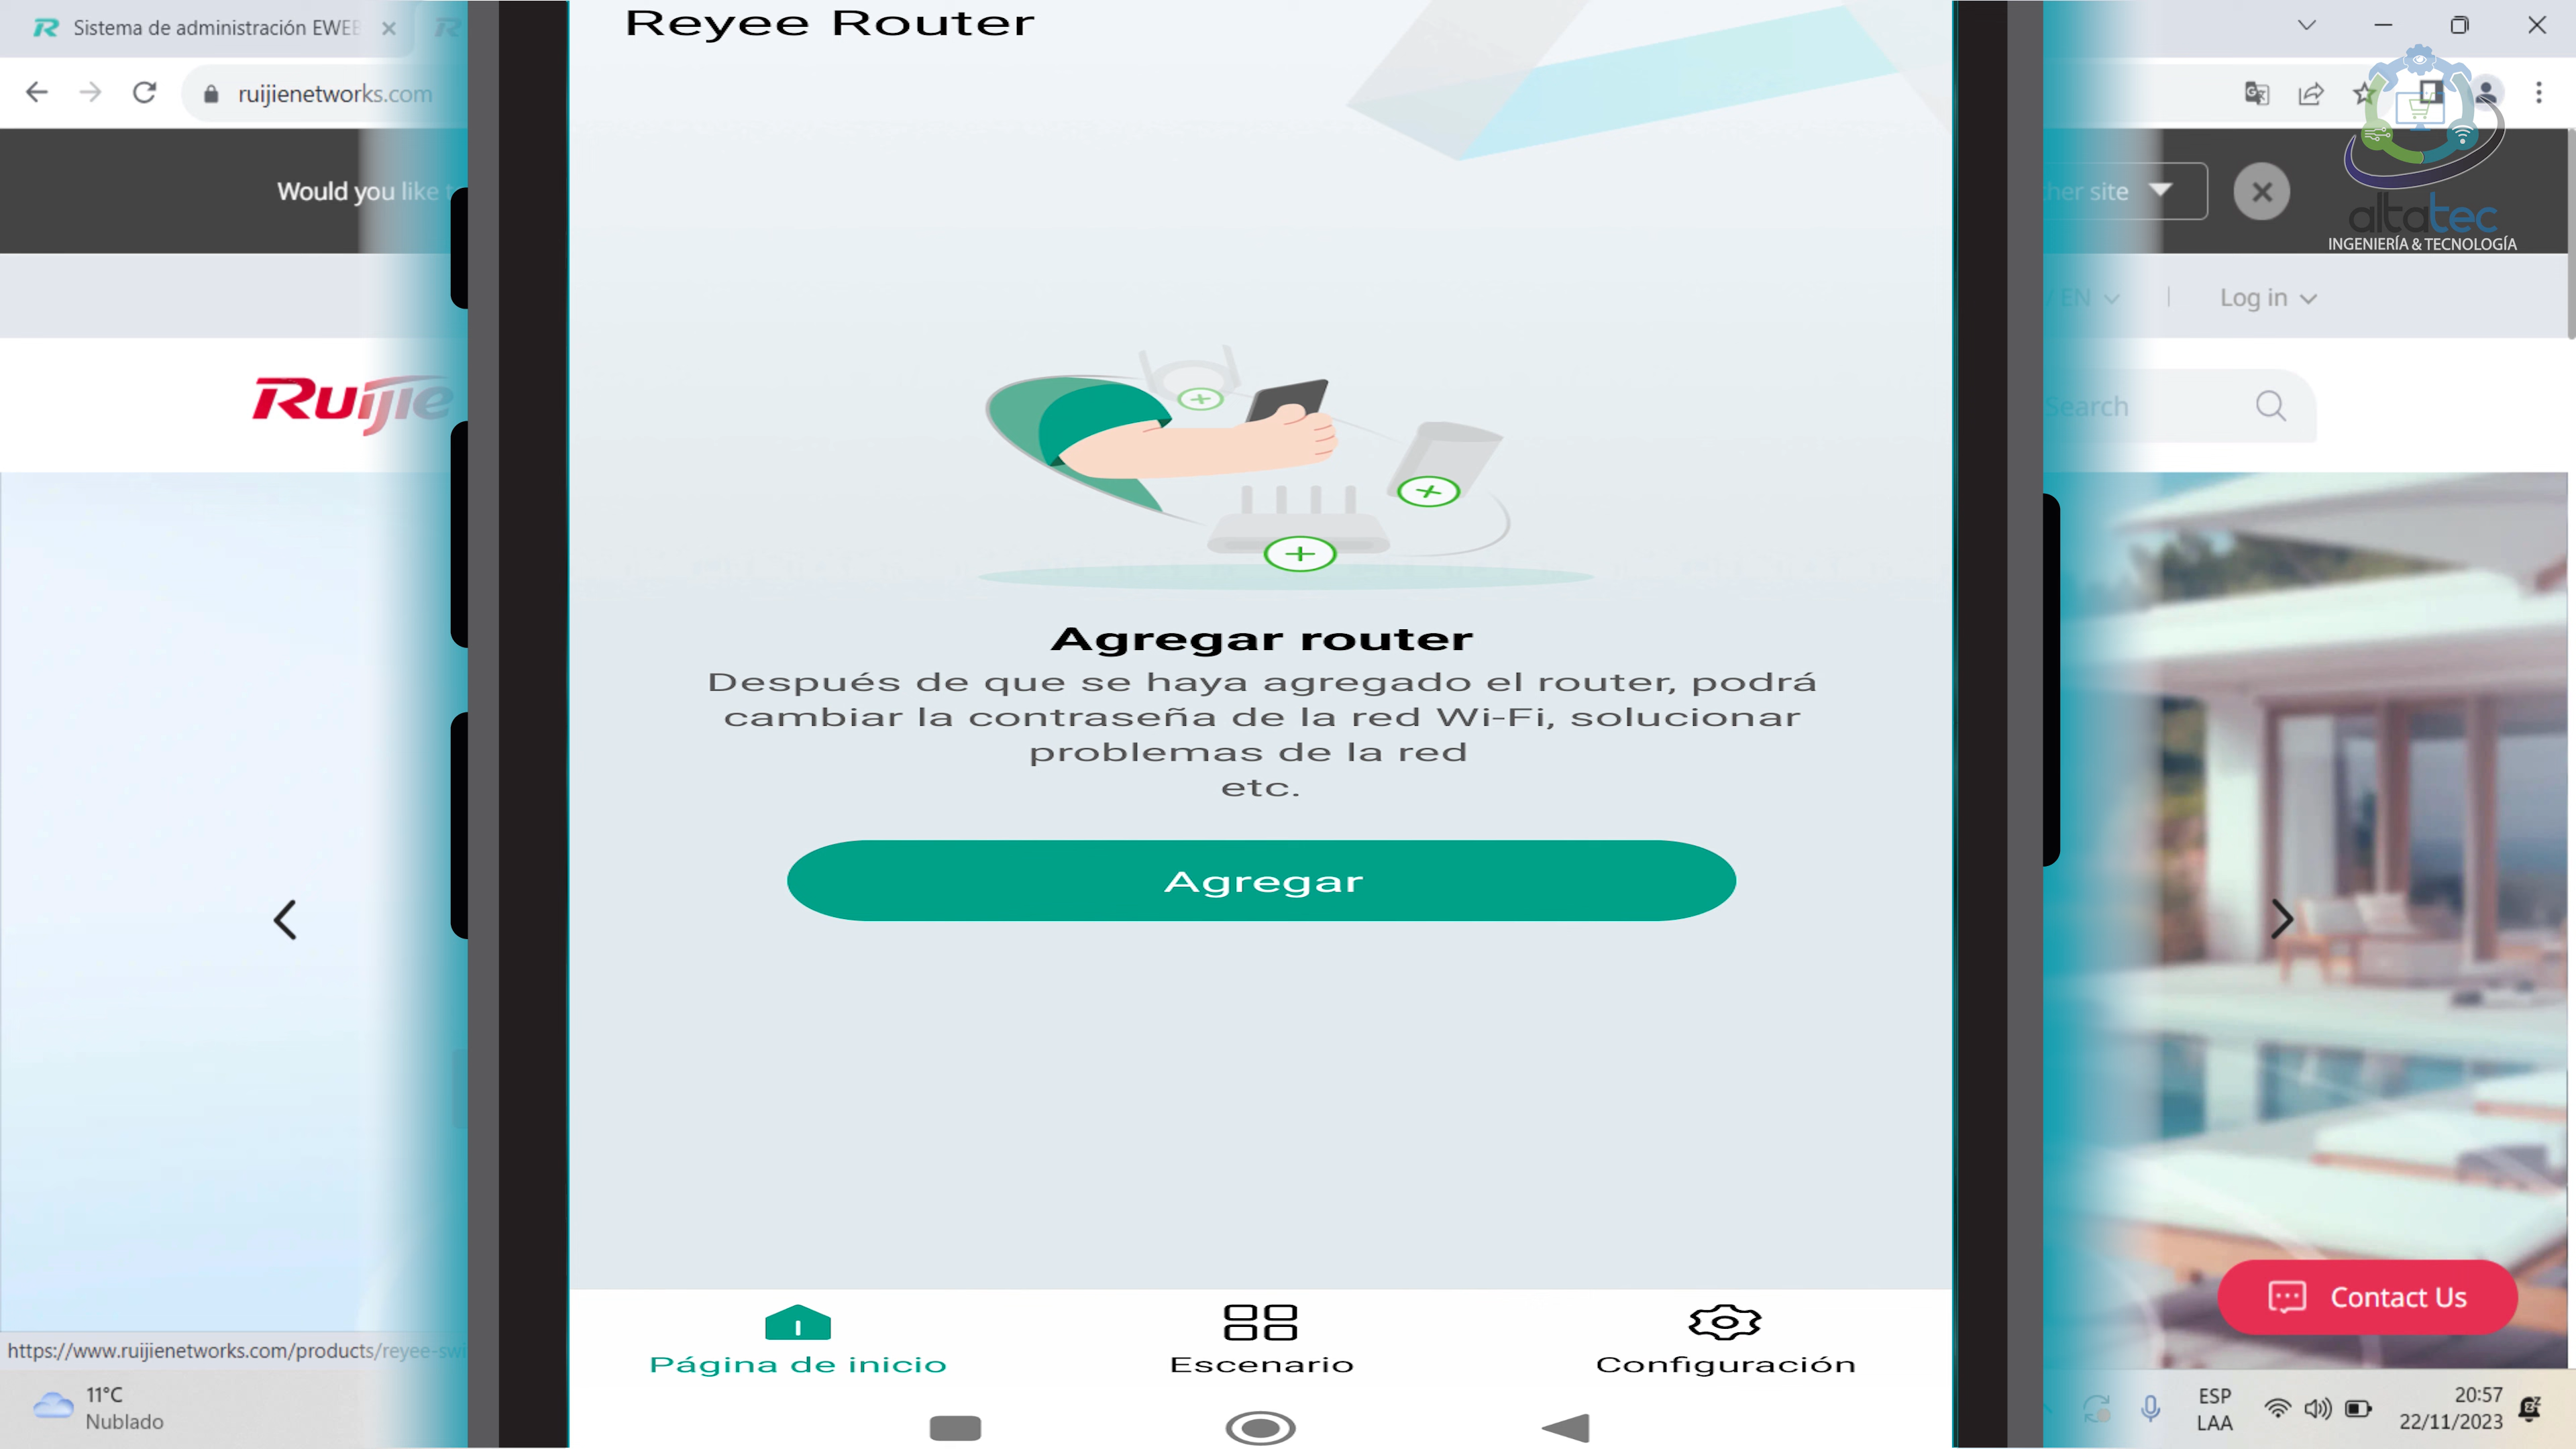 Sistema de administración EWEB
ruijienetworks.com
Would you like
her site
altatec
INGENIERÍA & TECNOLOGÍA
/ EN
Log in
Ruijie
Search
Reyee Router
Agregar router
Después de que se haya agregado el router, podrá
cambiar la contraseña de la red Wi-Fi, solucionar
problemas de la red
etc.
Agregar
Contact Us
Página de inicio
Escenario
Configuración
https://www.ruijienetworks.com/products/reyee-swi
11°C
Nublado
ESP
LAA
20:57
22/11/2023